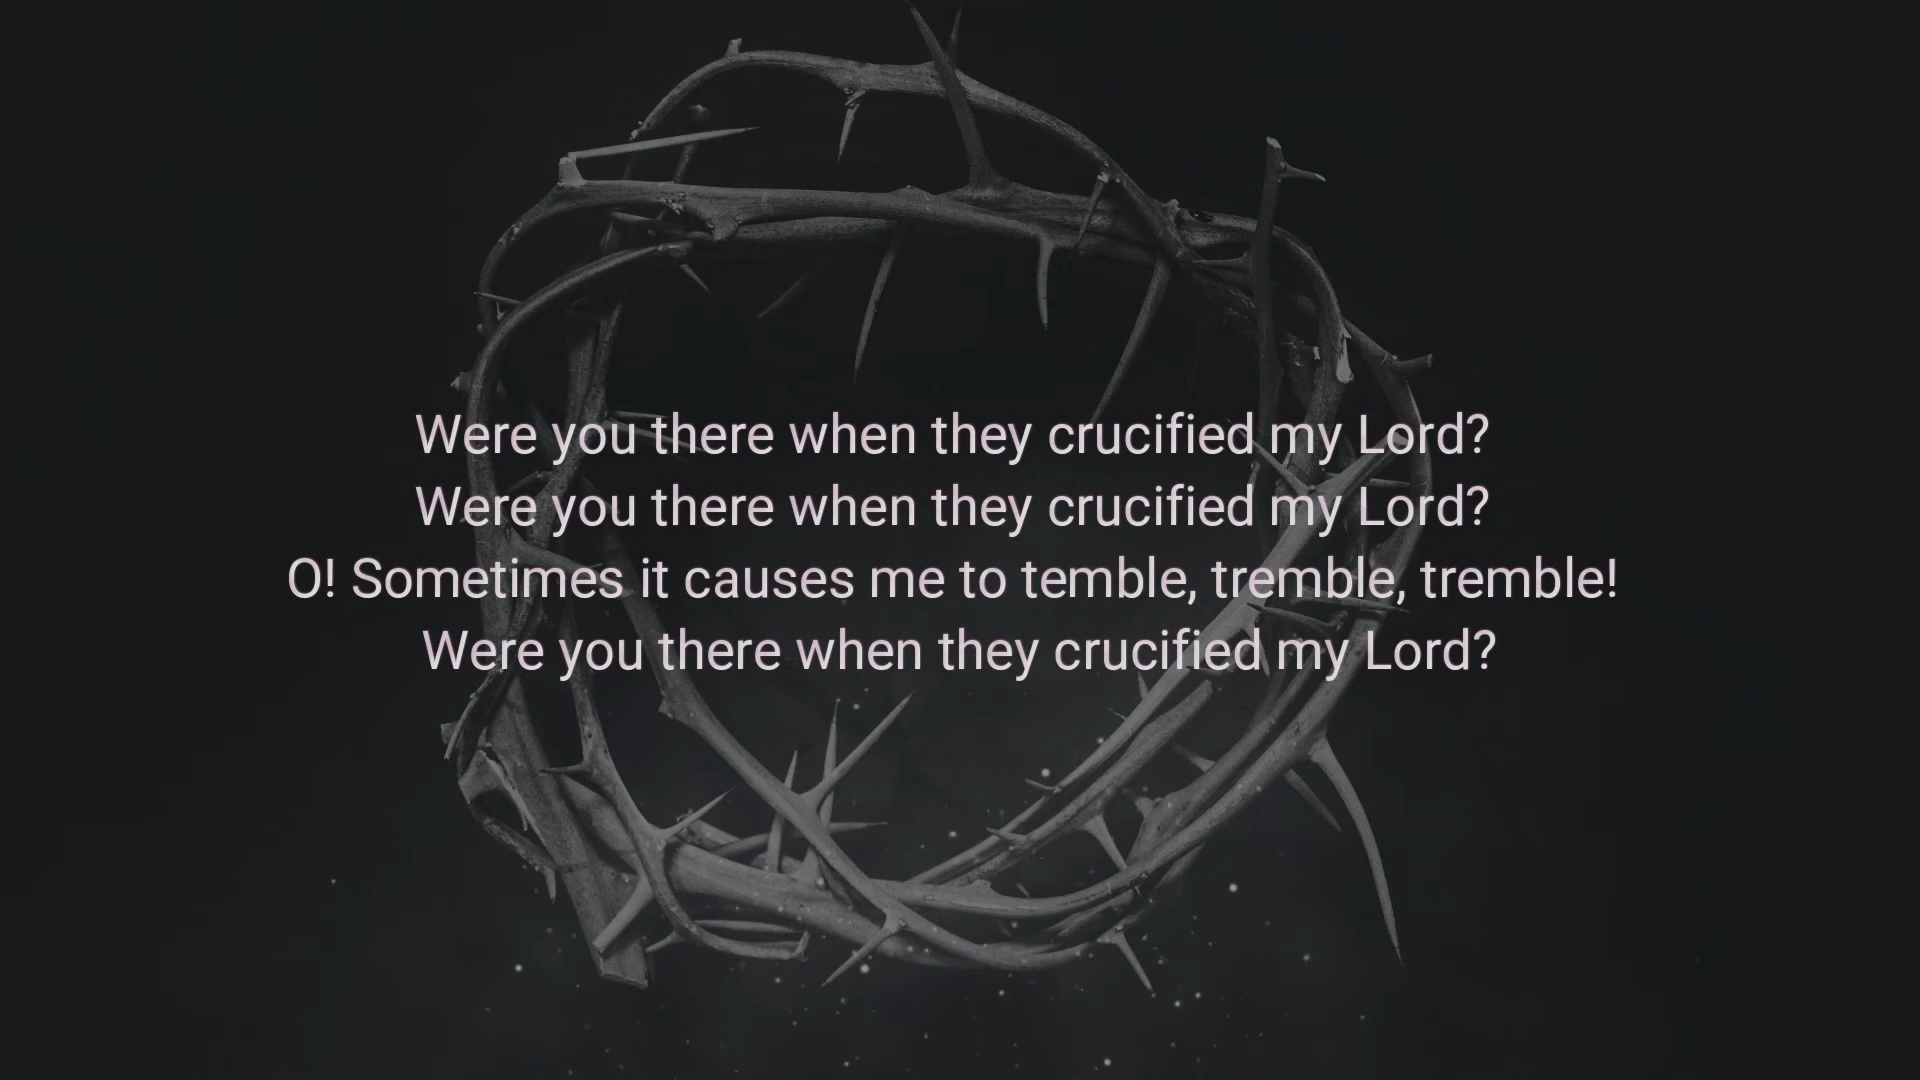 Were you there when they crucified my Lord?
Were you there when they crucified my Lord?
O! Sometimes it causes me to temble, tremble, tremble!
Were you there when they crucified my Lord?